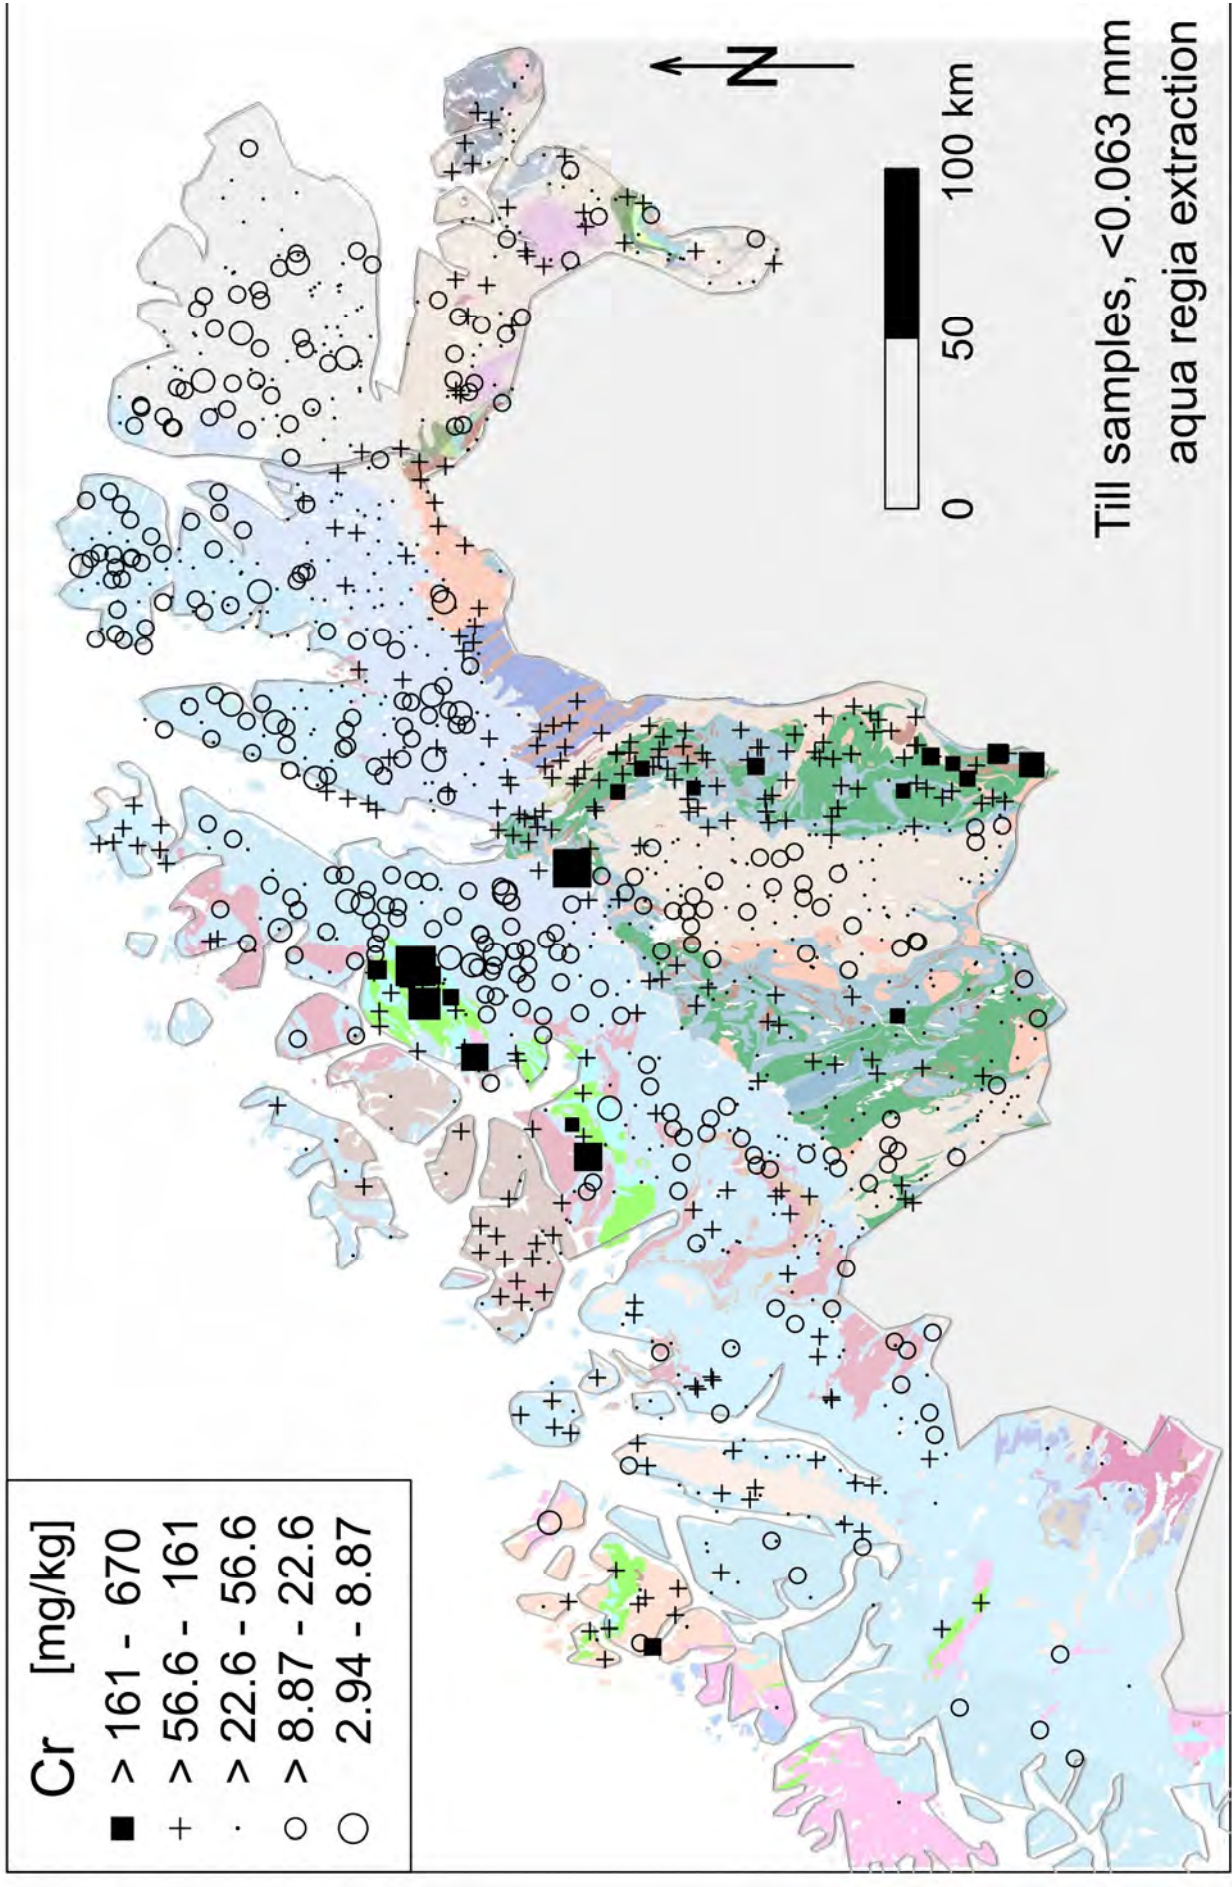 Cr [mg/kg]
> 161 - 670
> 56.6 - 161
> 22.6 - 56.6
> 8.87 - 22.6
2.94 - 8.87
N
0 50 100 km
Till samples, <0.063 mm
aqua regia extraction